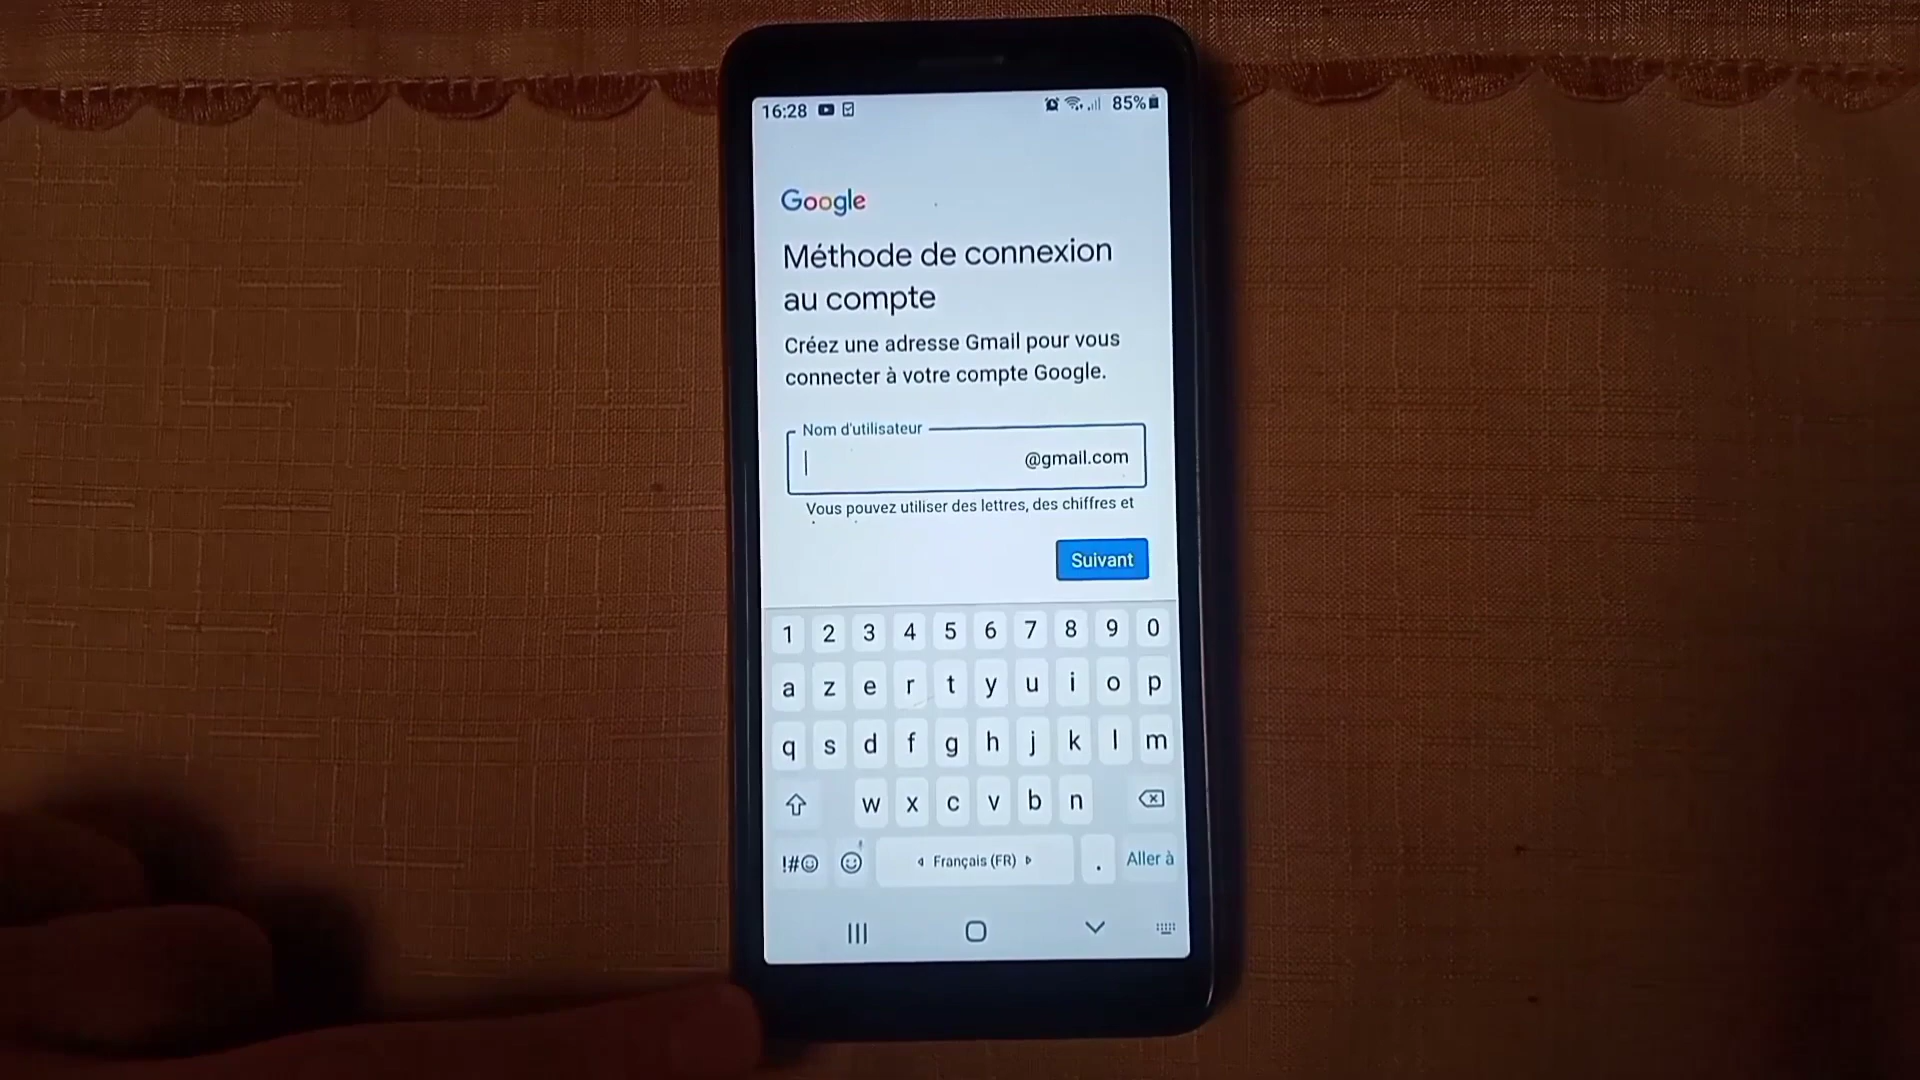 16:28 85%
Google
Méthode de connexion
au compte
Créez une adresse Gmail pour vous
connecter à votre compte Google.
Nom d'utilisateur
@gmail.com
Vous pouvez utiliser des lettres, des chiffres et
Suivant
1 2 3 4 5 6 7 8 9 0
a z e r t y u i o p
q s d f g h j k l m
w x c v b n
!#☺ Français (FR) . Aller à